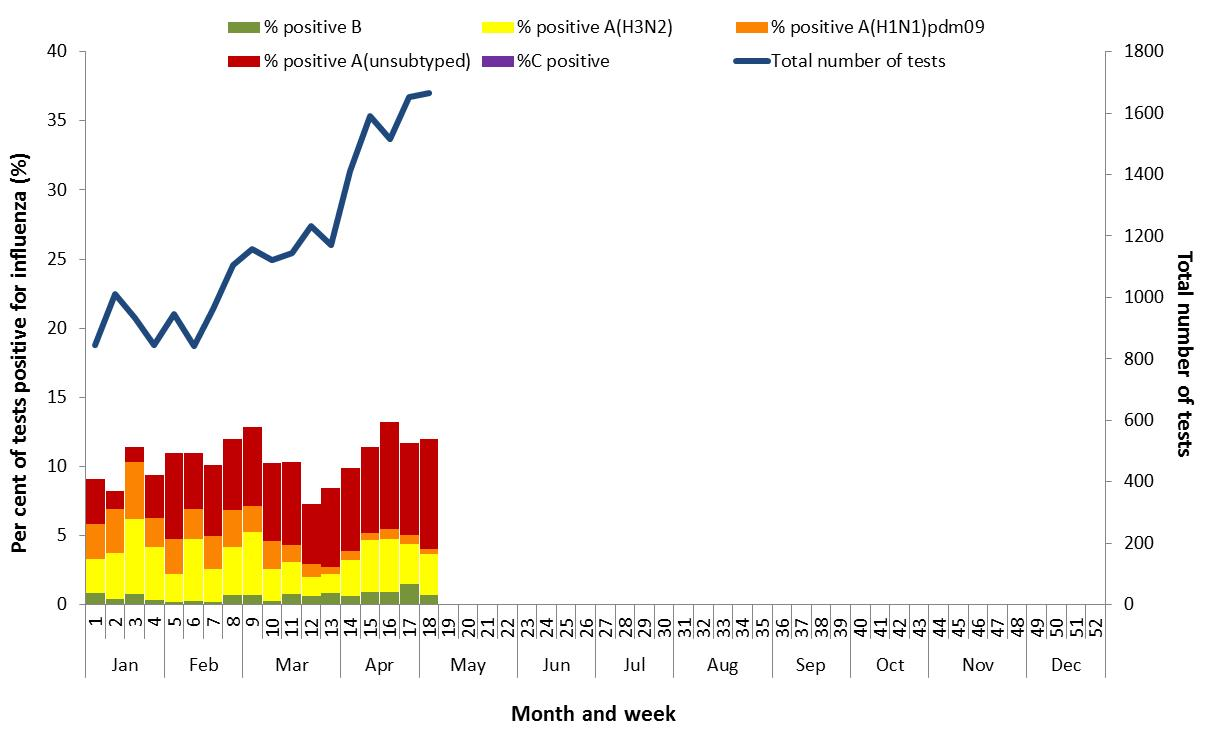 % positive B % positive A(H3N2) % positive A(H1N1)pdm09
% positive A(unsubtyped) %C positive Total number of tests
Per cent of tests positive for influenza (%)
40
35
30
25
20
15
10
5
0
1800
1600
1400
1200
1000
800
600
400
200
0
Total number of tests
1 2 3 4 5 6 7 8 9 10 11 12 13 14 15 16 17 18 19 20 21 22 23 24 25 26 27 28 29 30 31 32 33 34 35 36 37 38 39 40 41 42 43 44 45 46 47 48 49 50 51 52
Jan Feb Mar Apr May Jun Jul Aug Sep Oct Nov Dec
Month and week